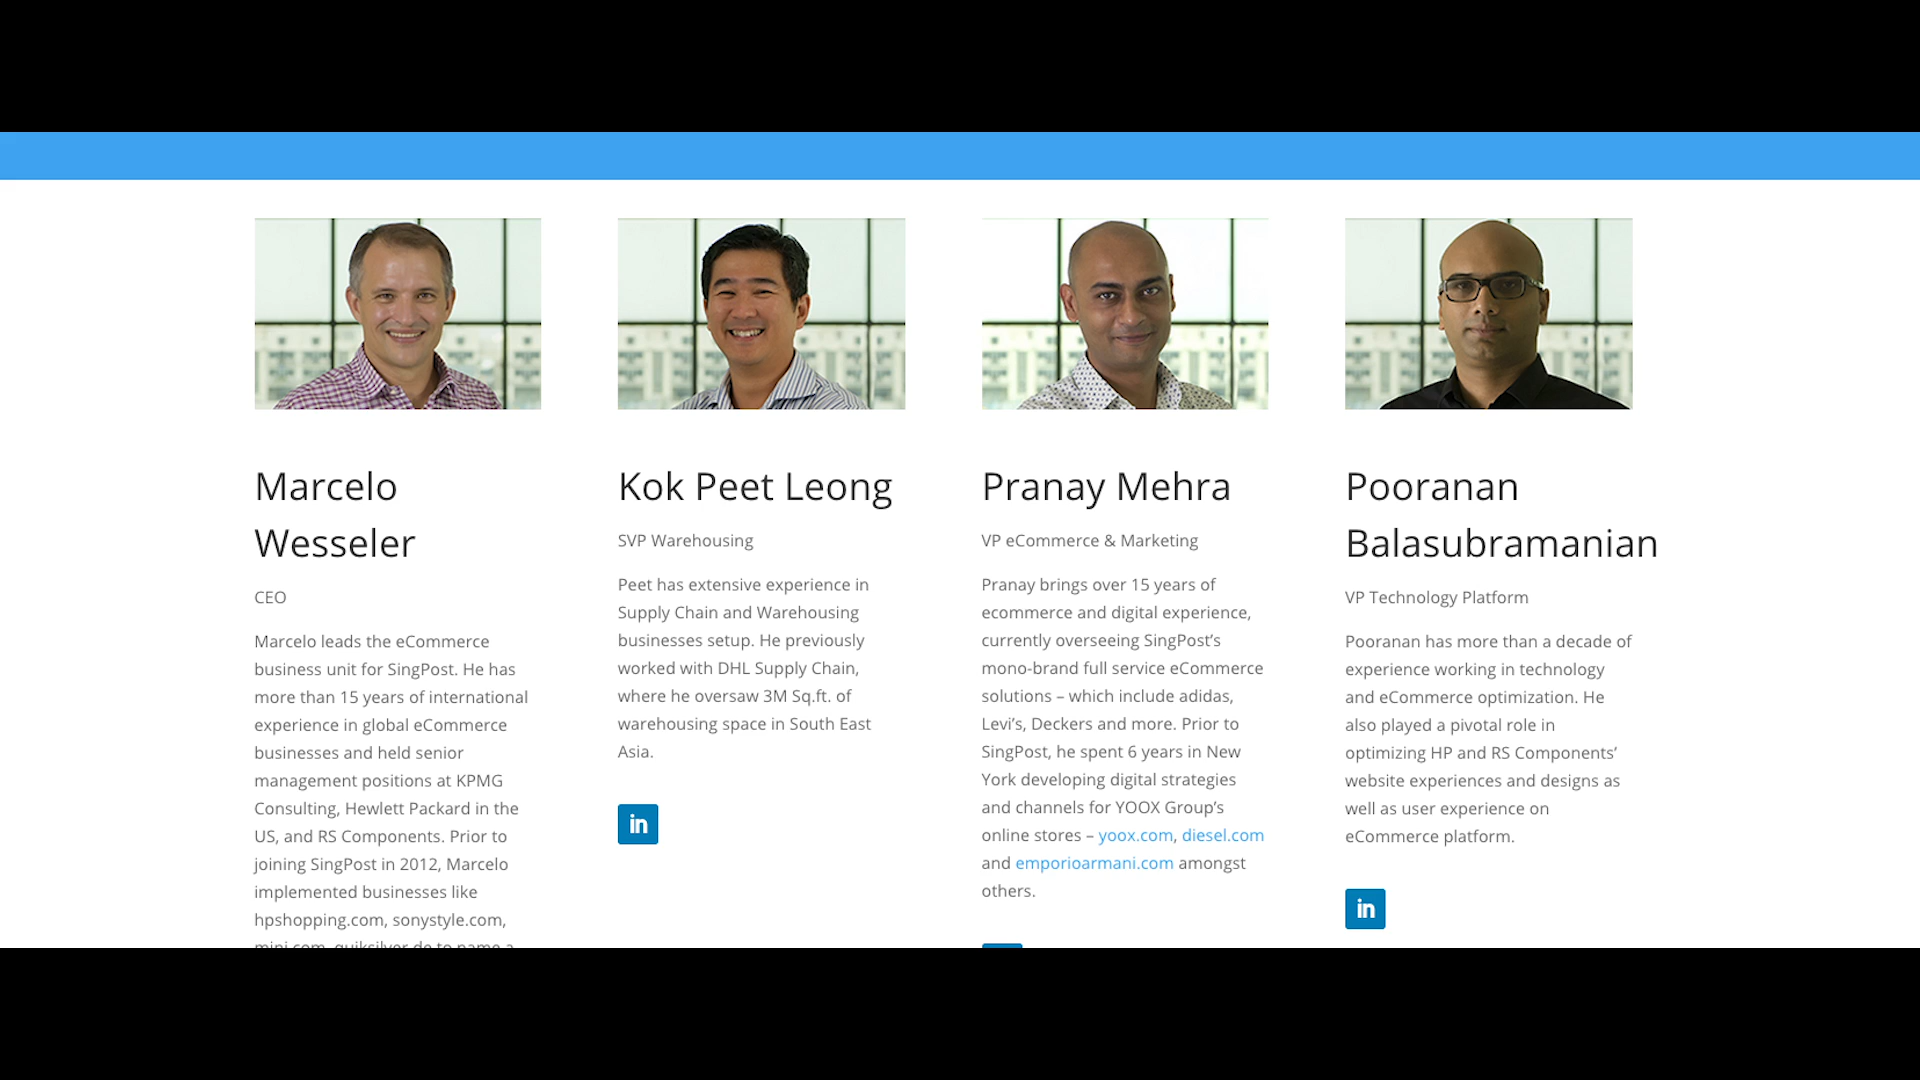 Marcelo
Wesseler
CEO
Marcelo leads the eCommerce
business unit for SingPost. He has
more than 15 years of international
experience in global eCommerce
businesses and held senior
management positions at KPMG
Consulting, Hewlett Packard in the
US, and RS Components. Prior to
joining SingPost in 2012, Marcelo
implemented businesses like
hpshopping.com, sonystyle.com,
mini.com, quiksilver.de to name a
Kok Peet Leong
SVP Warehousing
Peet has extensive experience in
Supply Chain and Warehousing
businesses setup. He previously
worked with DHL Supply Chain,
where he oversaw 3M Sq.ft. of
warehousing space in South East
Asia.
in
Pranay Mehra
VP eCommerce & Marketing
Pranay brings over 15 years of
ecommerce and digital experience,
currently overseeing SingPost’s
mono-brand full service eCommerce
solutions – which include adidas,
Levi’s, Deckers and more. Prior to
SingPost, he spent 6 years in New
York developing digital strategies
and channels for YOOX Group’s
online stores – yoox.com, diesel.com
and emporioarmani.com amongst
others.
Pooranan
Balasubramanian
VP Technology Platform
Pooranan has more than a decade of
experience working in technology
and eCommerce optimization. He
also played a pivotal role in
optimizing HP and RS Components’
website experiences and designs as
well as user experience on
eCommerce platform.
in